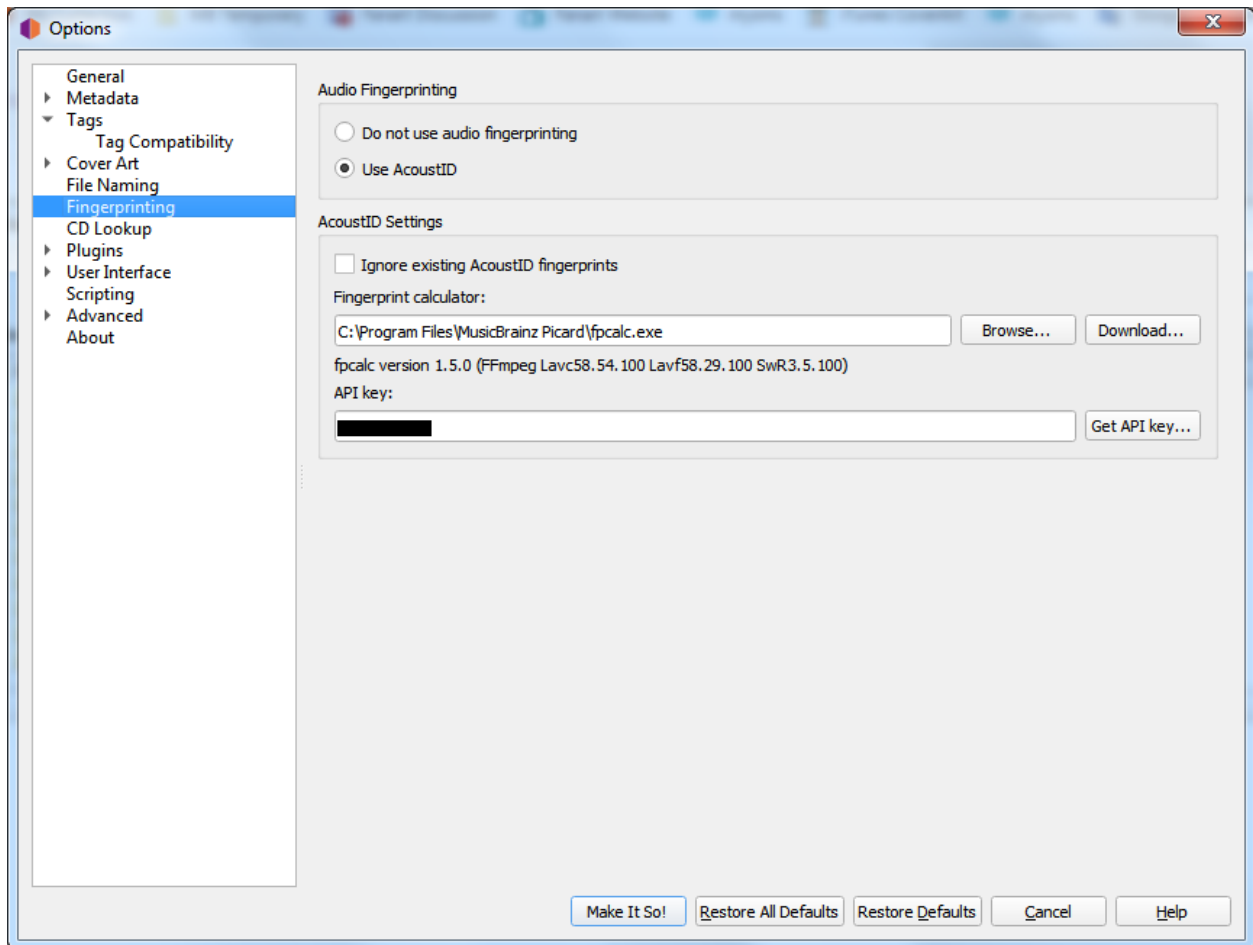 Options
General
Metadata
Tags
Tag Compatibility
Cover Art
File Naming
Fingerprinting
CD Lookup
Plugins
User Interface
Scripting
Advanced
About
Audio Fingerprinting
Do not use audio fingerprinting
Use AcoustID
AcoustID Settings
Ignore existing AcoustID fingerprints
Fingerprint calculator:
C:\Program Files\MusicBrainz Picard\fpcalc.exe Browse... Download...
fpcalc version 1.5.0 (FFmpeg Lavc58.54.100 Lavf58.29.100 SwR3.5.100)
API key:
Get API key...
Make It So! Restore All Defaults Restore Defaults Cancel Help